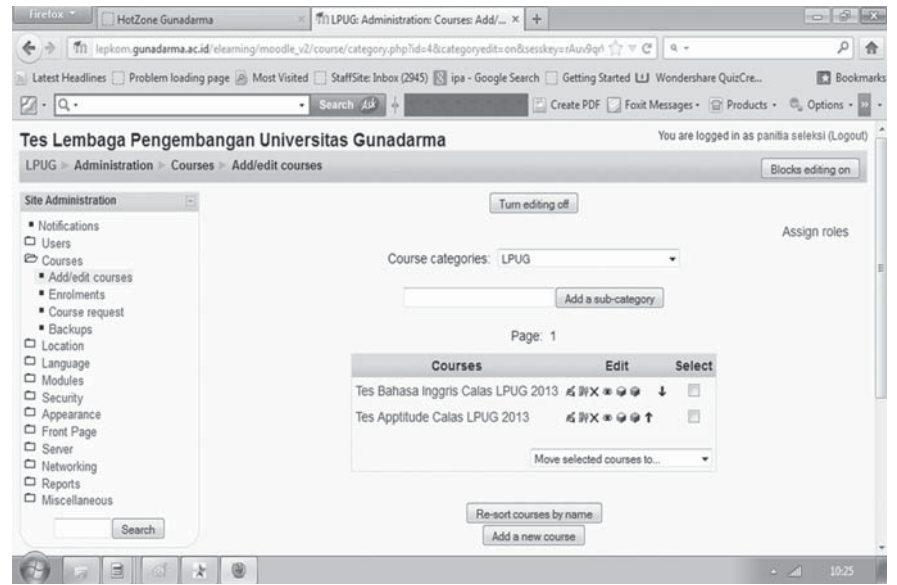 Firefox
HotZone Gunadarma
LPUG: Administration: Courses: Add/...
lepkom.gunadarma.ac.id/elearning/moodle_v2/course/category.php?id=4&categoryedit=on&sesskey=
Latest Headlines Problem loading page Most Visited StaffSite: Inbox (2945) ipa - Google Search Getting Started Wondershare QuizCre... Bookmarks
Search Ask Create PDF Foxit Messages Products Options
Tes Lembaga Pengembangan Universitas Gunadarma
You are logged in as panitia seleksi (Logout)
LPUG Administration Courses Add/edit courses
Blocks editing on
Site Administration
Notifications
Users
Courses
Add/edit courses
Enrolments
Course request
Backups
Location
Language
Modules
Security
Appearance
Front Page
Server
Networking
Reports
Miscellaneous
Search
Turn editing off
Assign roles
Course categories: LPUG
Add a sub-category
Page: 1
Courses Edit Select
Tes Bahasa Inggris Calas LPUG 2013
Tes Apptitude Calas LPUG 2013
Move selected courses to...
Re-sort courses by name
Add a new course
10:25